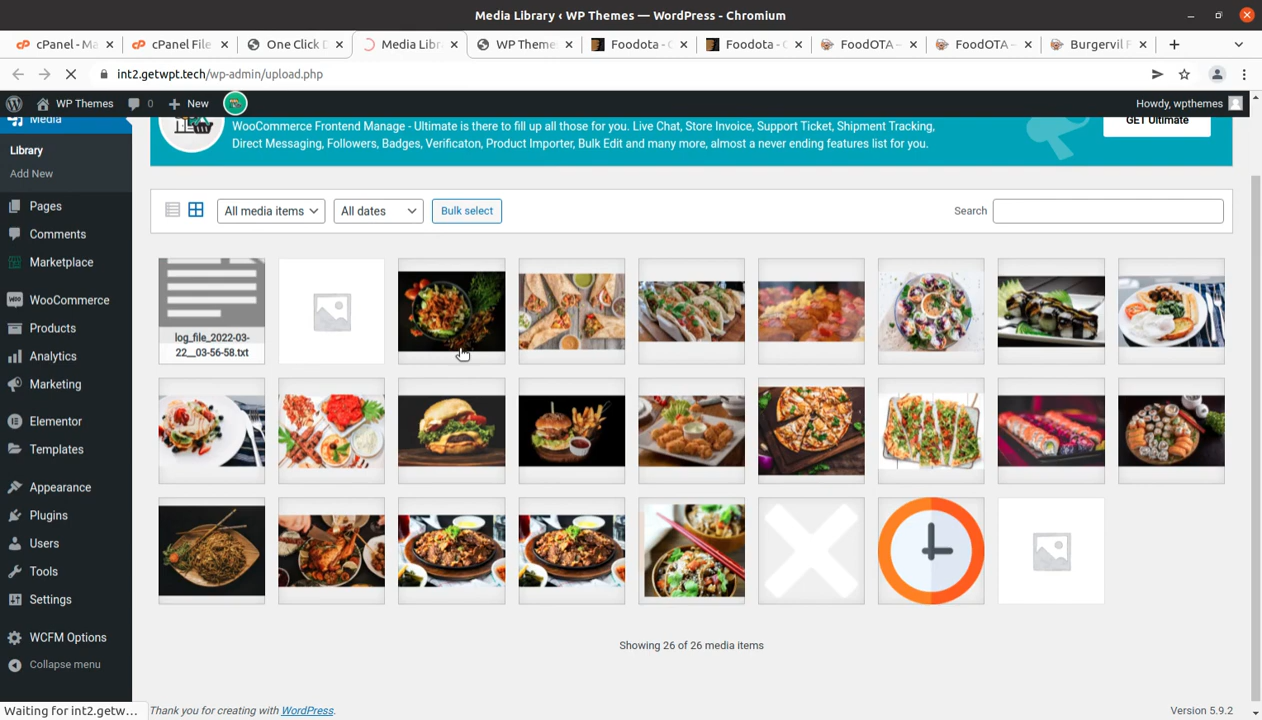 Media Library ‹ WP Themes — WordPress - Chromium
cPanel - Ma
cPanel File
One Click D
Media Libra
WP Themes
Foodota - C
Foodota - C
FoodOTA -
FoodOTA -
Burgervil F
int2.getwpt.tech/wp-admin/upload.php
WP Themes
0
New
Howdy, wpthemes
Media
Library
Add New
Pages
Comments
Marketplace
WOO
WooCommerce
Products
Analytics
Marketing
Elementor
Templates
Appearance
Plugins
Users
Tools
Settings
WCFM Options
Collapse menu
WooCommerce Frontend Manage - Ultimate is there to fill up all those for you. Live Chat, Store Invoice, Support Ticket, Shipment Tracking,
Direct Messaging, Followers, Badges, Verificaton, Product Importer, Bulk Edit and many more, almost a never ending features list for you.
GET Ultimate
All media items
All dates
Bulk select
Search
log_file_2022-03-
22__03-56-58.txt
Showing 26 of 26 media items
Waiting for int2.getw...
Thank you for creating with WordPress.
Version 5.9.2